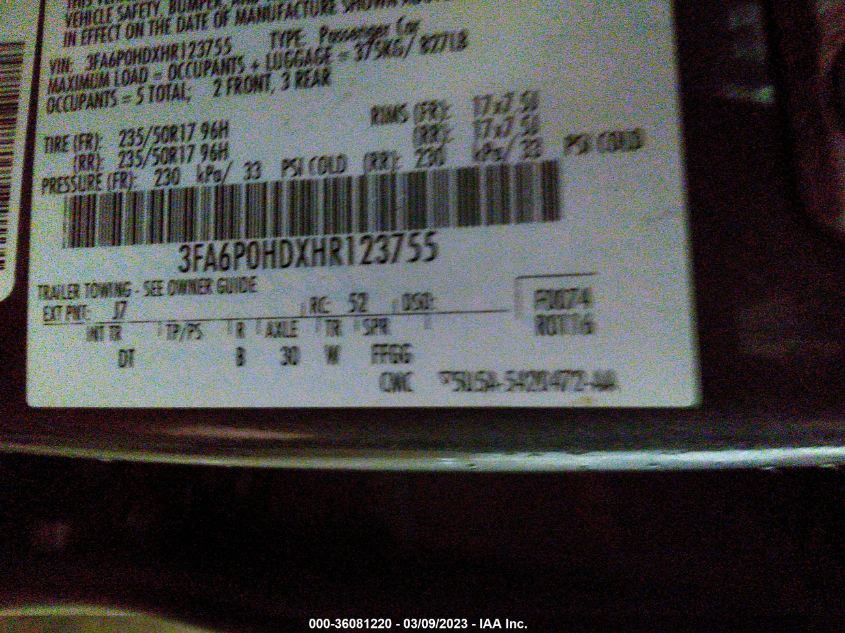 VEHICLE SAFETY, BUMPER, AND
IN EFFECT ON THE DATE OF MANUFACTURE SHOWN
VIN: 3FA6P0HDXHR123755 TYPE: Passenger Car
MAXIMUM LOAD = OCCUPANTS + LUGGAGE = 375KG/ 827LB
OCCUPANTS = 5 TOTAL; 2 FRONT, 3 REAR
TIRE (FR): 235/50R17 96H RIMS (FR): 17x7.5J
(RR): 235/50R17 96H (RR): 17x7.5J
PRESSURE (FR): 230 kPa/ 33 PSI COLD (RR): 230 kPa/ 33 PSI COLD
3FA6P0HDXHR123755
TRAILER TOWING - SEE OWNER GUIDE
EXT PNT: J7 RC: 52 DSO:
INT TR TP/PS R AXLE TR SPR
DT B 30 W FFGG
000-36081220 - 03/09/2023 - IAA Inc.